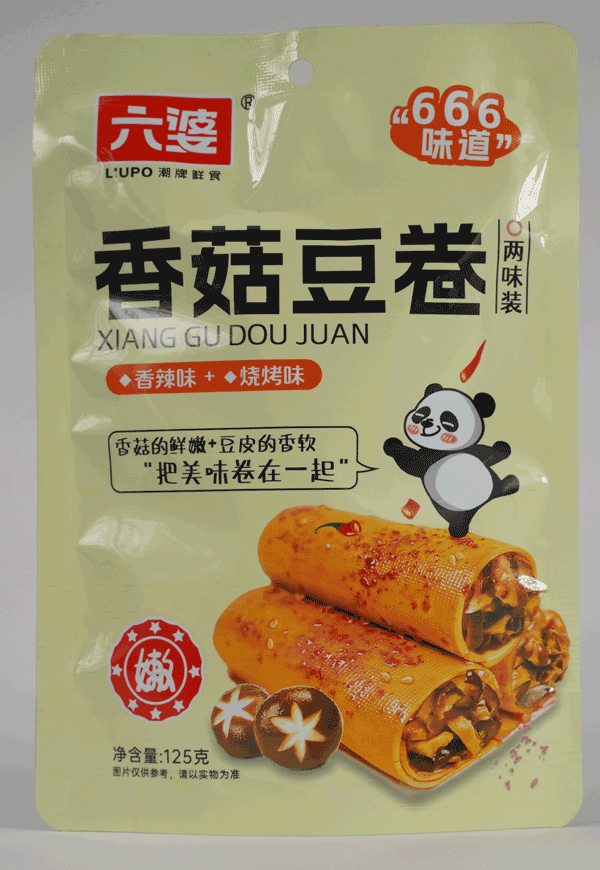 六婆®
LIUPO 潮牌鲜食
“666
味道”
香菇豆卷
两味装
XIANG GU DOU JUAN
香辣味 + 烧烤味
香菇的鲜嫩+豆皮的香软
“把美味卷在一起”
嫩
净含量:125克
图片仅供参考，请以实物为准